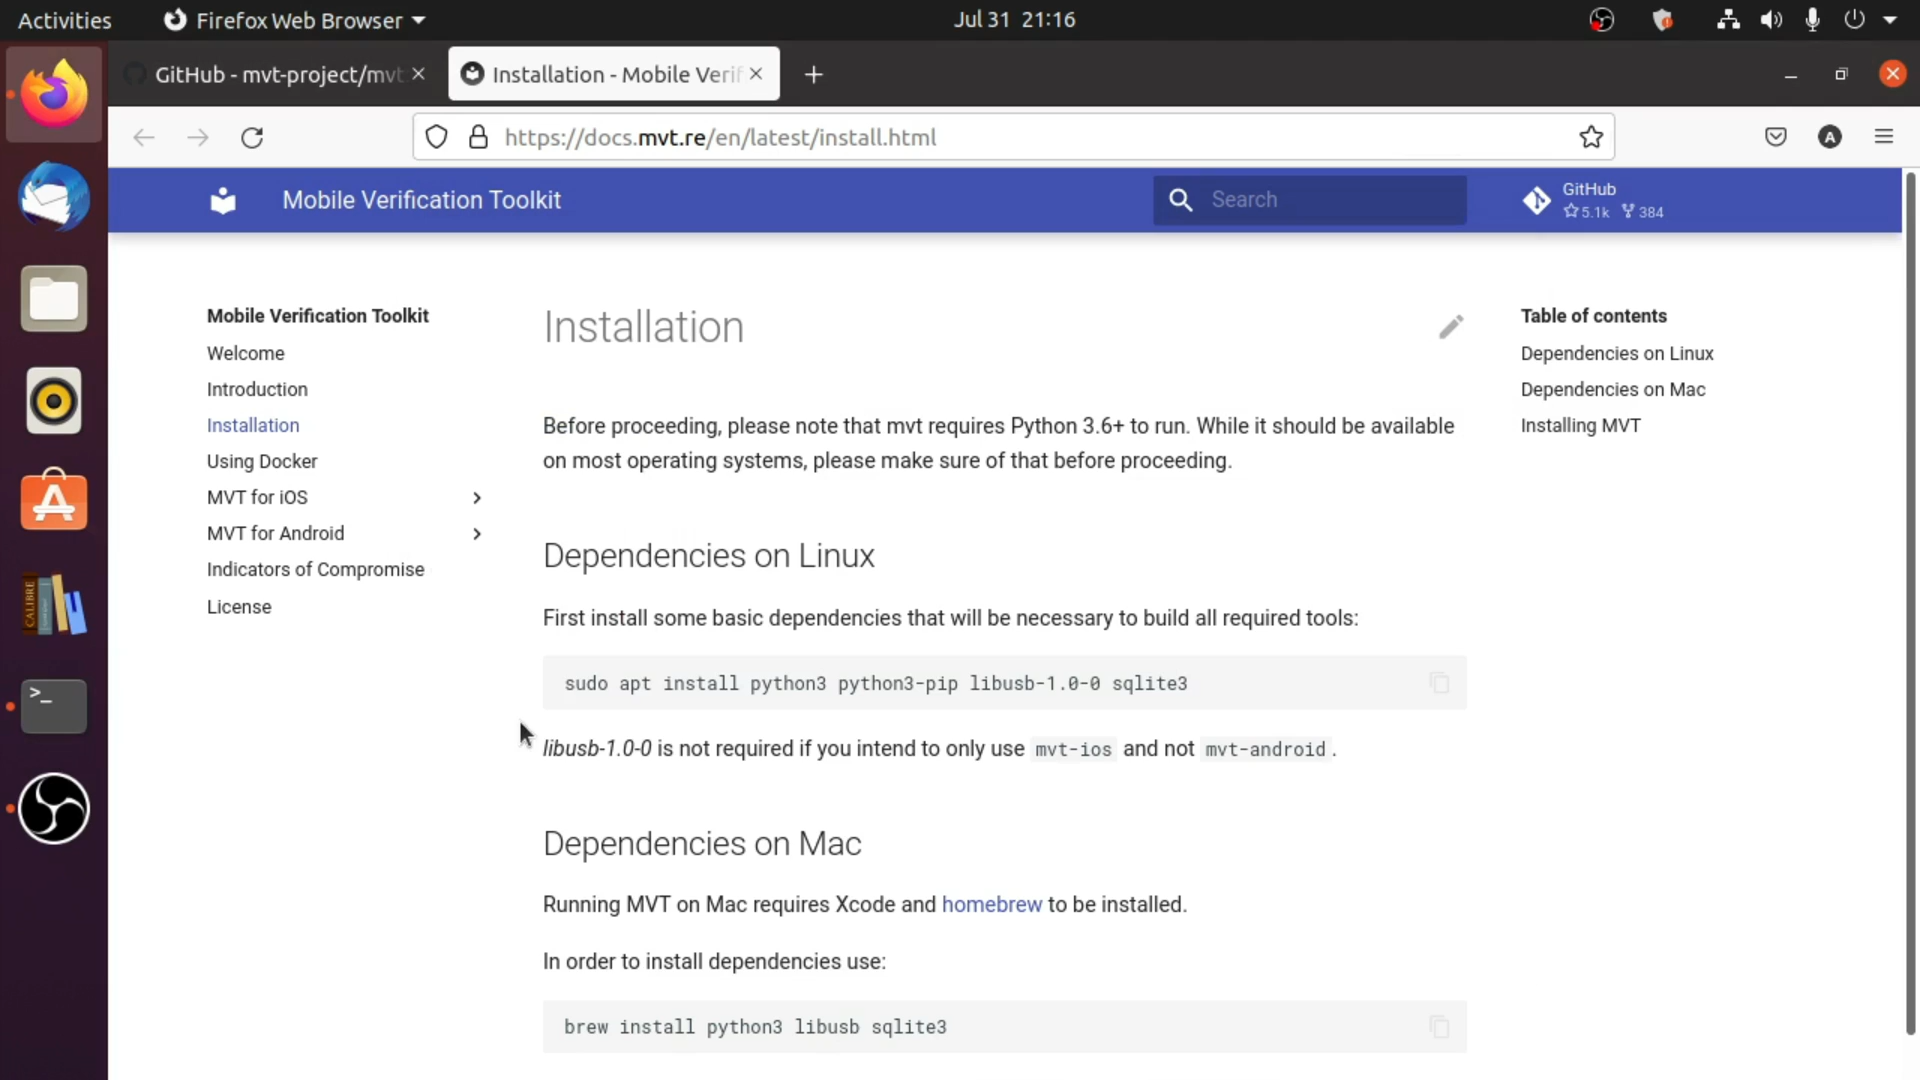 Activities
Firefox Web Browser
Jul 31 21:16
GitHub - mvt-project/mvt
Installation - Mobile Verif
https://docs.mvt.re/en/latest/install.html
A
Mobile Verification Toolkit
Search
GitHub
5.1k 384
Mobile Verification Toolkit
Welcome
Introduction
Installation
Using Docker
MVT for iOS
MVT for Android
Indicators of Compromise
License
Installation
Before proceeding, please note that mvt requires Python 3.6+ to run. While it should be available
on most operating systems, please make sure of that before proceeding.
Dependencies on Linux
First install some basic dependencies that will be necessary to build all required tools:
sudo apt install python3 python3-pip libusb-1.0-0 sqlite3
libusb-1.0-0 is not required if you intend to only use mvt-ios and not mvt-android .
Dependencies on Mac
Running MVT on Mac requires Xcode and homebrew to be installed.
In order to install dependencies use:
brew install python3 libusb sqlite3
Table of contents
Dependencies on Linux
Dependencies on Mac
Installing MVT
CALIBRE
>_